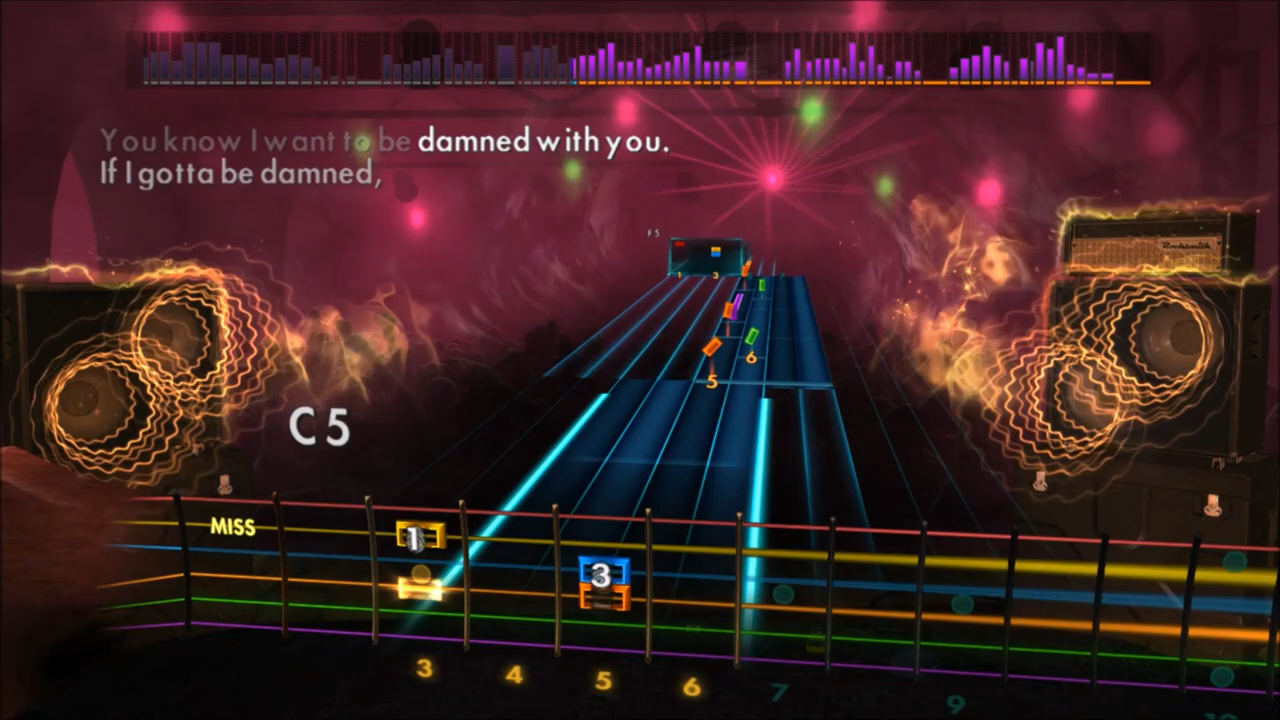 You know I want to be damned with you.
If I gotta be damned,
F5
Rocksmith
1 3
6
5
C5
MISS
1
3
3 4 5 6 7 9